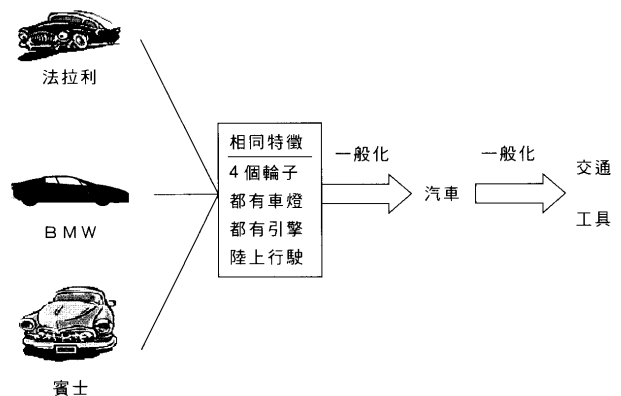 法拉利
BMW
賓士
相同特徵
4個輪子
都有車燈
都有引擎
陸上行駛
一般化
汽車
一般化
交通
工具